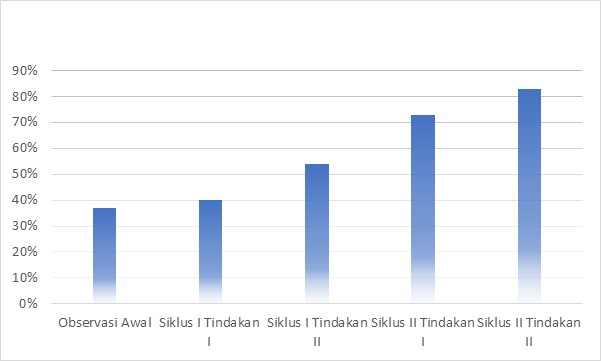 90%
80%
70%
60%
50%
40%
30%
20%
10%
0%
Observasi Awal
Siklus I Tindakan
I
Siklus I Tindakan
II
Siklus II Tindakan
I
Siklus II Tindakan
II